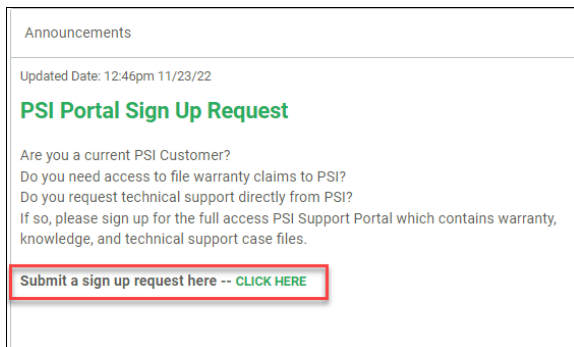 Announcements
Updated Date: 12:46pm 11/23/22
PSI Portal Sign Up Request
Are you a current PSI Customer?
Do you need access to file warranty claims to PSI?
Do you request technical support directly from PSI?
If so, please sign up for the full access PSI Support Portal which contains warranty,
knowledge, and technical support case files.
Submit a sign up request here -- CLICK HERE